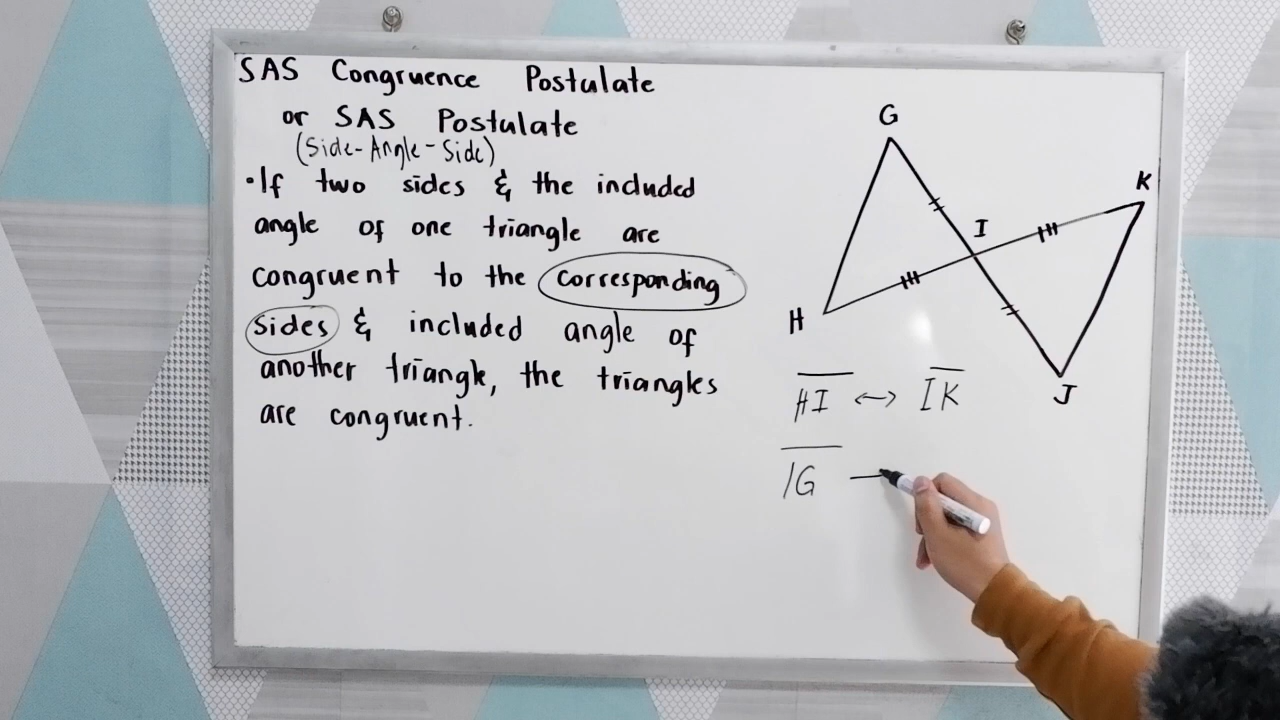 SAS Congruence Postulate
or SAS Postulate
(Side-Angle-Side)
• If two sides & the included
angle of one triangle are
congruent to the corresponding
sides & included angle of
another triangle, the triangles
are congruent.
G
K
I
H
J
HI ↔ IK
IG —